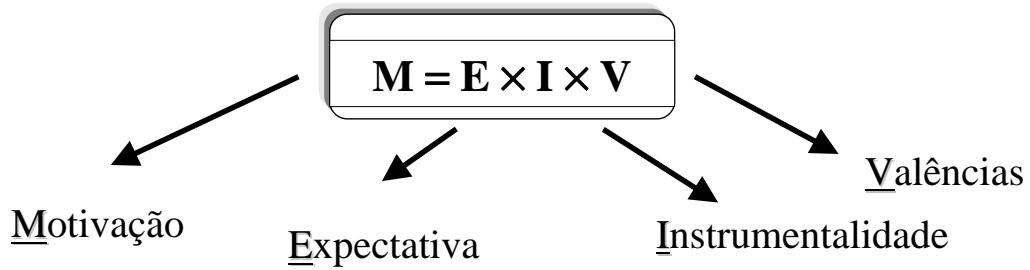 M = E × I × V
Valências
Motivação
Expectativa
Instrumentalidade